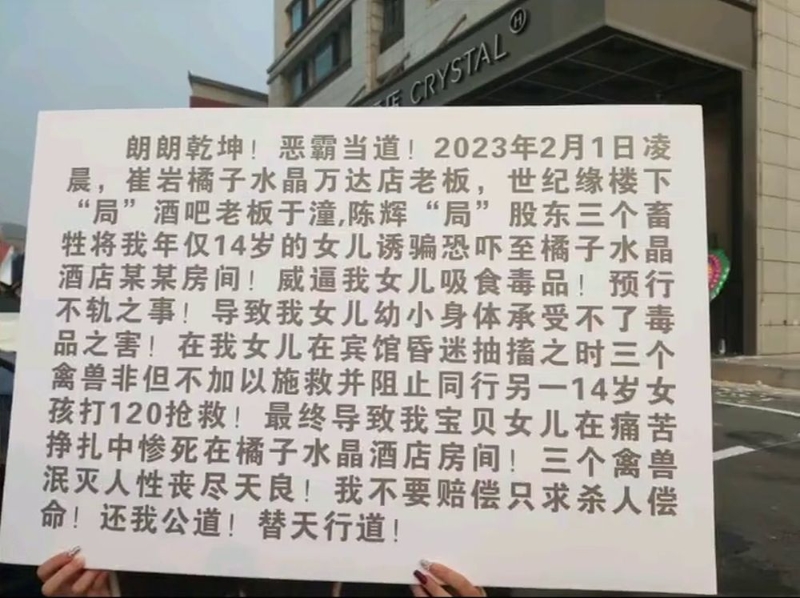 店 CRYSTAL H
朗朗乾坤！恶霸当道！2023年2月1日凌
晨，崔岩橘子水晶万达店老板，世纪缘楼下
“局”酒吧老板于潼,陈辉“局”股东三个畜
牲将我年仅14岁的女儿诱骗恐吓至橘子水晶
酒店某某房间！威逼我女儿吸食毒品！预行
不轨之事！导致我女儿幼小身体承受不了毒
品之害！在我女儿在宾馆昏迷抽搐之时三个
禽兽非但不加以施救并阻止同行另一14岁女
孩打120抢救！最终导致我宝贝女儿在痛苦
挣扎中惨死在橘子水晶酒店房间！三个禽兽
泯灭人性丧尽天良！我不要赔偿只求杀人偿
命！还我公道！替天行道！